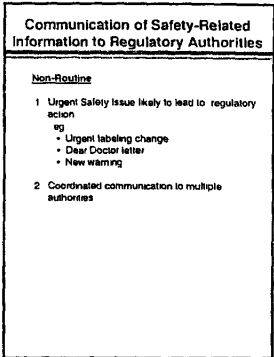 Communication of Safety-Related
Information to Regulatory Authorities
Non-Routine
1 Urgent Safety Issue likely to lead to regulatory
action
eg
• Urgent labeling change
• Dear Doctor letter
• New warning
2 Coordinated communication to multiple
authorities